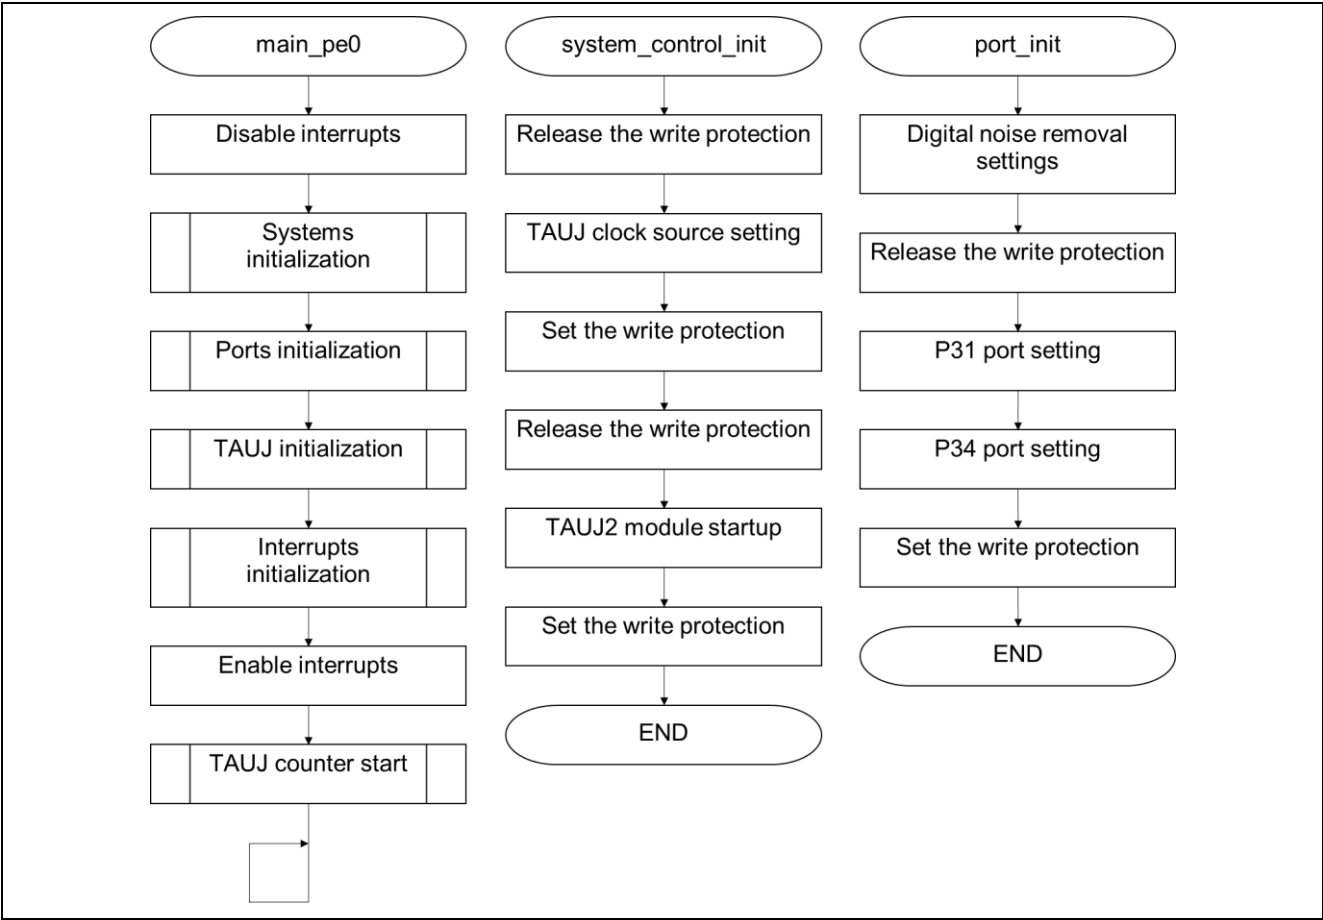 main_pe0
Disable interrupts
Systems
initialization
Ports initialization
TAUJ initialization
Interrupts
initialization
Enable interrupts
TAUJ counter start
system_control_init
Release the write protection
TAUJ clock source setting
Set the write protection
Release the write protection
TAUJ2 module startup
Set the write protection
END
port_init
Digital noise removal
settings
Release the write protection
P31 port setting
P34 port setting
Set the write protection
END